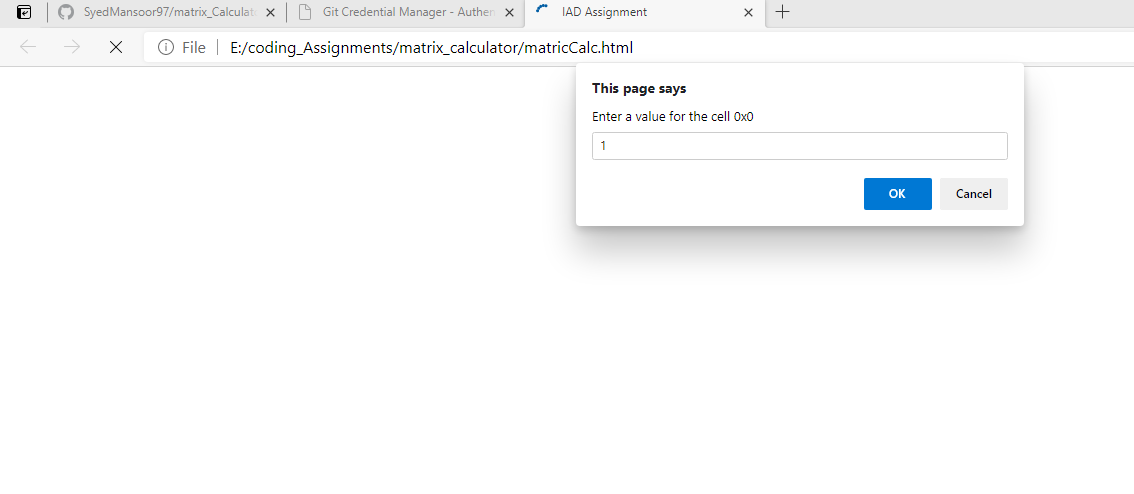 SyedMansoor97/matrix_Calculat
Git Credential Manager - Authen
IAD Assignment
File
E:/coding_Assignments/matrix_calculator/matricCalc.html
This page says
Enter a value for the cell 0x0
1
OK
Cancel